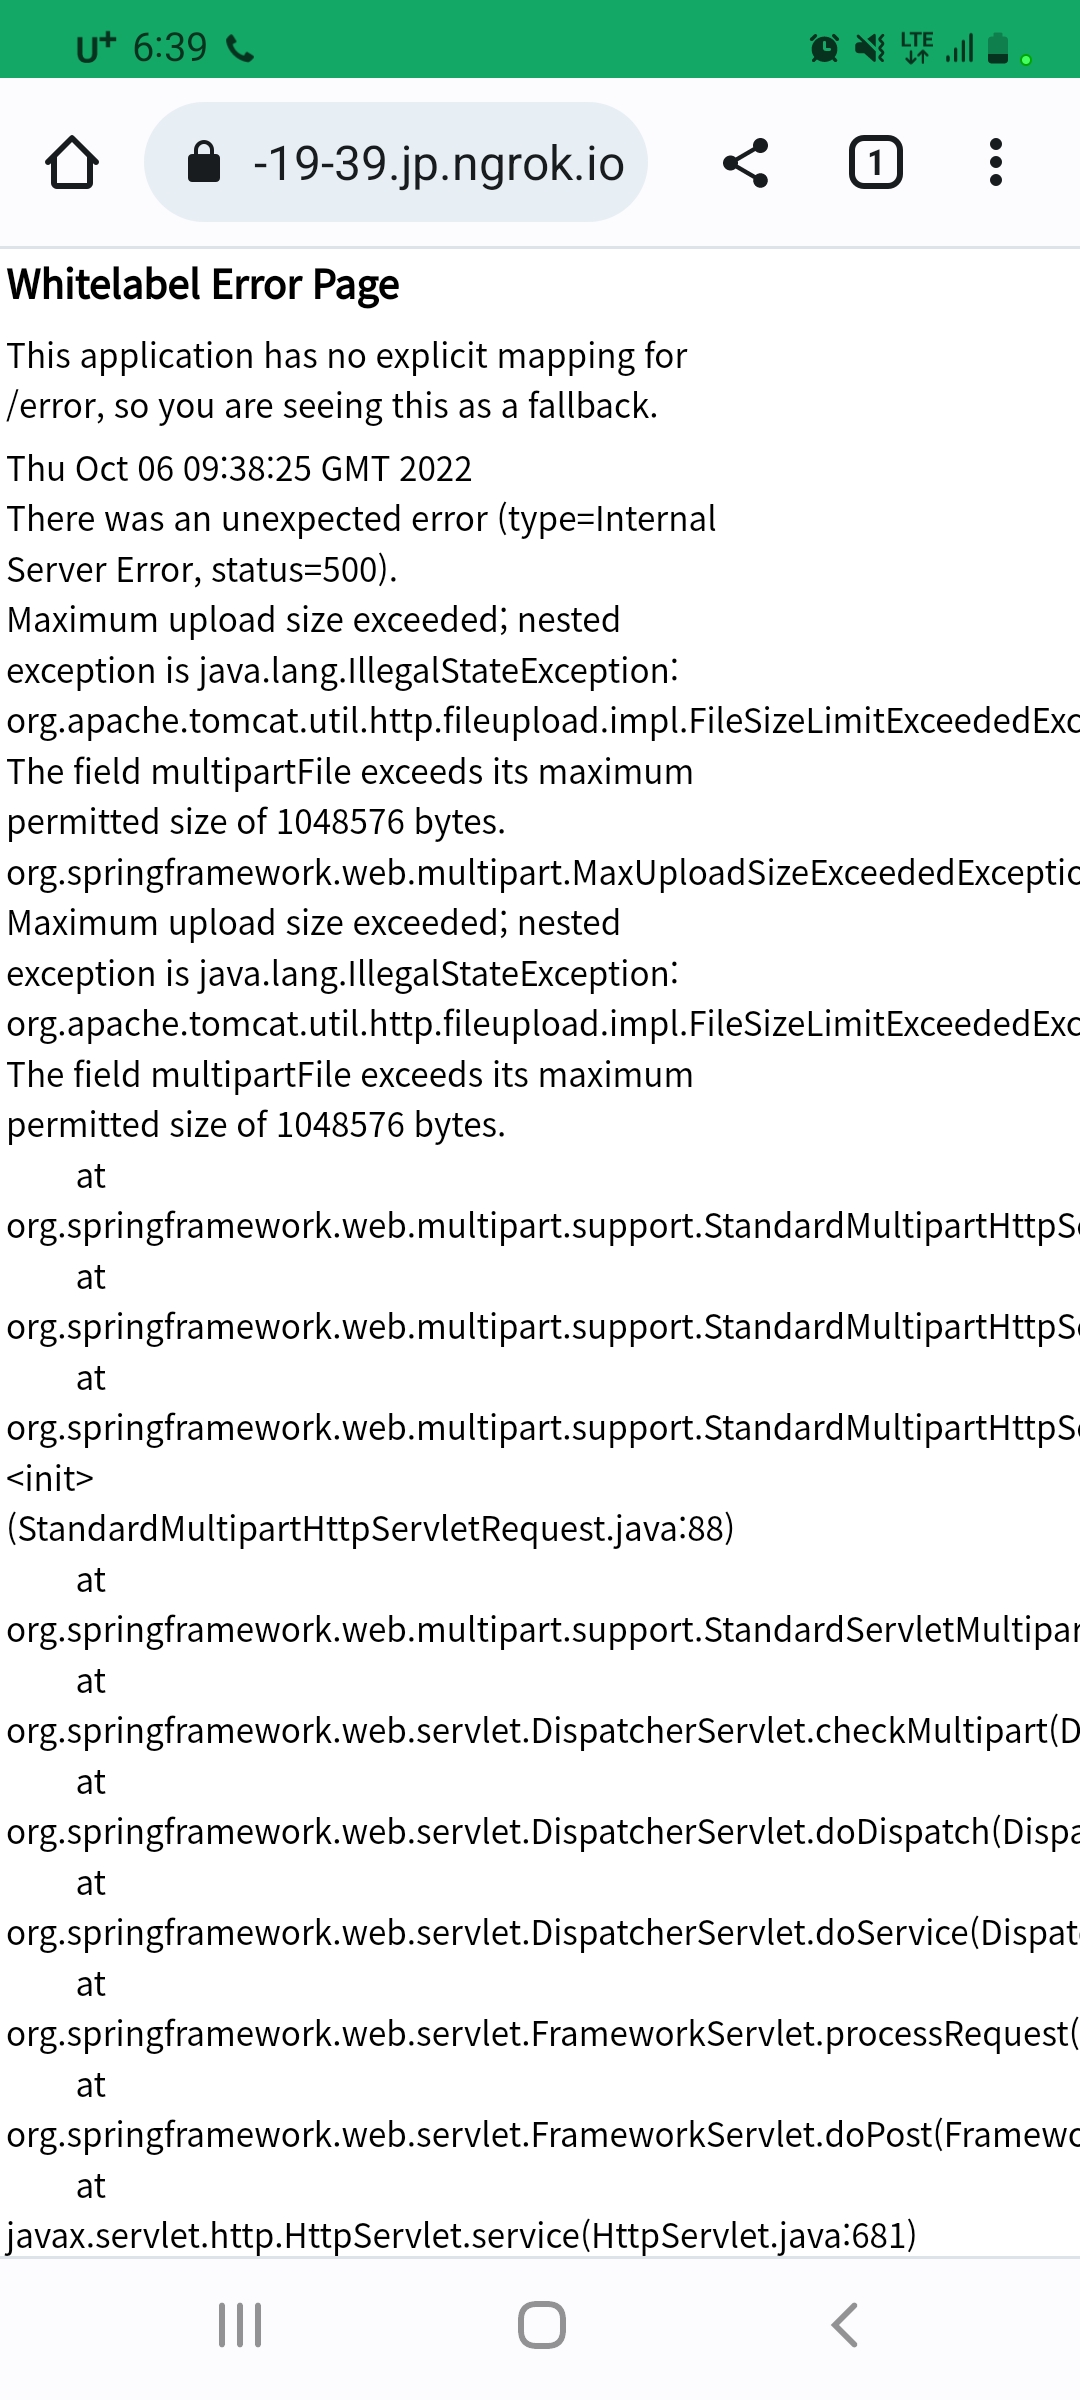 U+ 6:39 LTE
-19-39.jp.ngrok.io 1
Whitelabel Error Page
This application has no explicit mapping for
/error, so you are seeing this as a fallback.
Thu Oct 06 09:38:25 GMT 2022
There was an unexpected error (type=Internal
Server Error, status=500).
Maximum upload size exceeded; nested
exception is java.lang.IllegalStateException:
org.apache.tomcat.util.http.fileupload.impl.FileSizeLimitExceededExc
The field multipartFile exceeds its maximum
permitted size of 1048576 bytes.
org.springframework.web.multipart.MaxUploadSizeExceededExceptio
Maximum upload size exceeded; nested
exception is java.lang.IllegalStateException:
org.apache.tomcat.util.http.fileupload.impl.FileSizeLimitExceededExc
The field multipartFile exceeds its maximum
permitted size of 1048576 bytes.
at
org.springframework.web.multipart.support.StandardMultipartHttpSe
at
org.springframework.web.multipart.support.StandardMultipartHttpSe
at
org.springframework.web.multipart.support.StandardMultipartHttpSe
<init>
(StandardMultipartHttpServletRequest.java:88)
at
org.springframework.web.multipart.support.StandardServletMultipar
at
org.springframework.web.servlet.DispatcherServlet.checkMultipart(D
at
org.springframework.web.servlet.DispatcherServlet.doDispatch(Dispa
at
org.springframework.web.servlet.DispatcherServlet.doService(Dispatc
at
org.springframework.web.servlet.FrameworkServlet.processRequest(
at
org.springframework.web.servlet.FrameworkServlet.doPost(Framewo
at
javax.servlet.http.HttpServlet.service(HttpServlet.java:681)